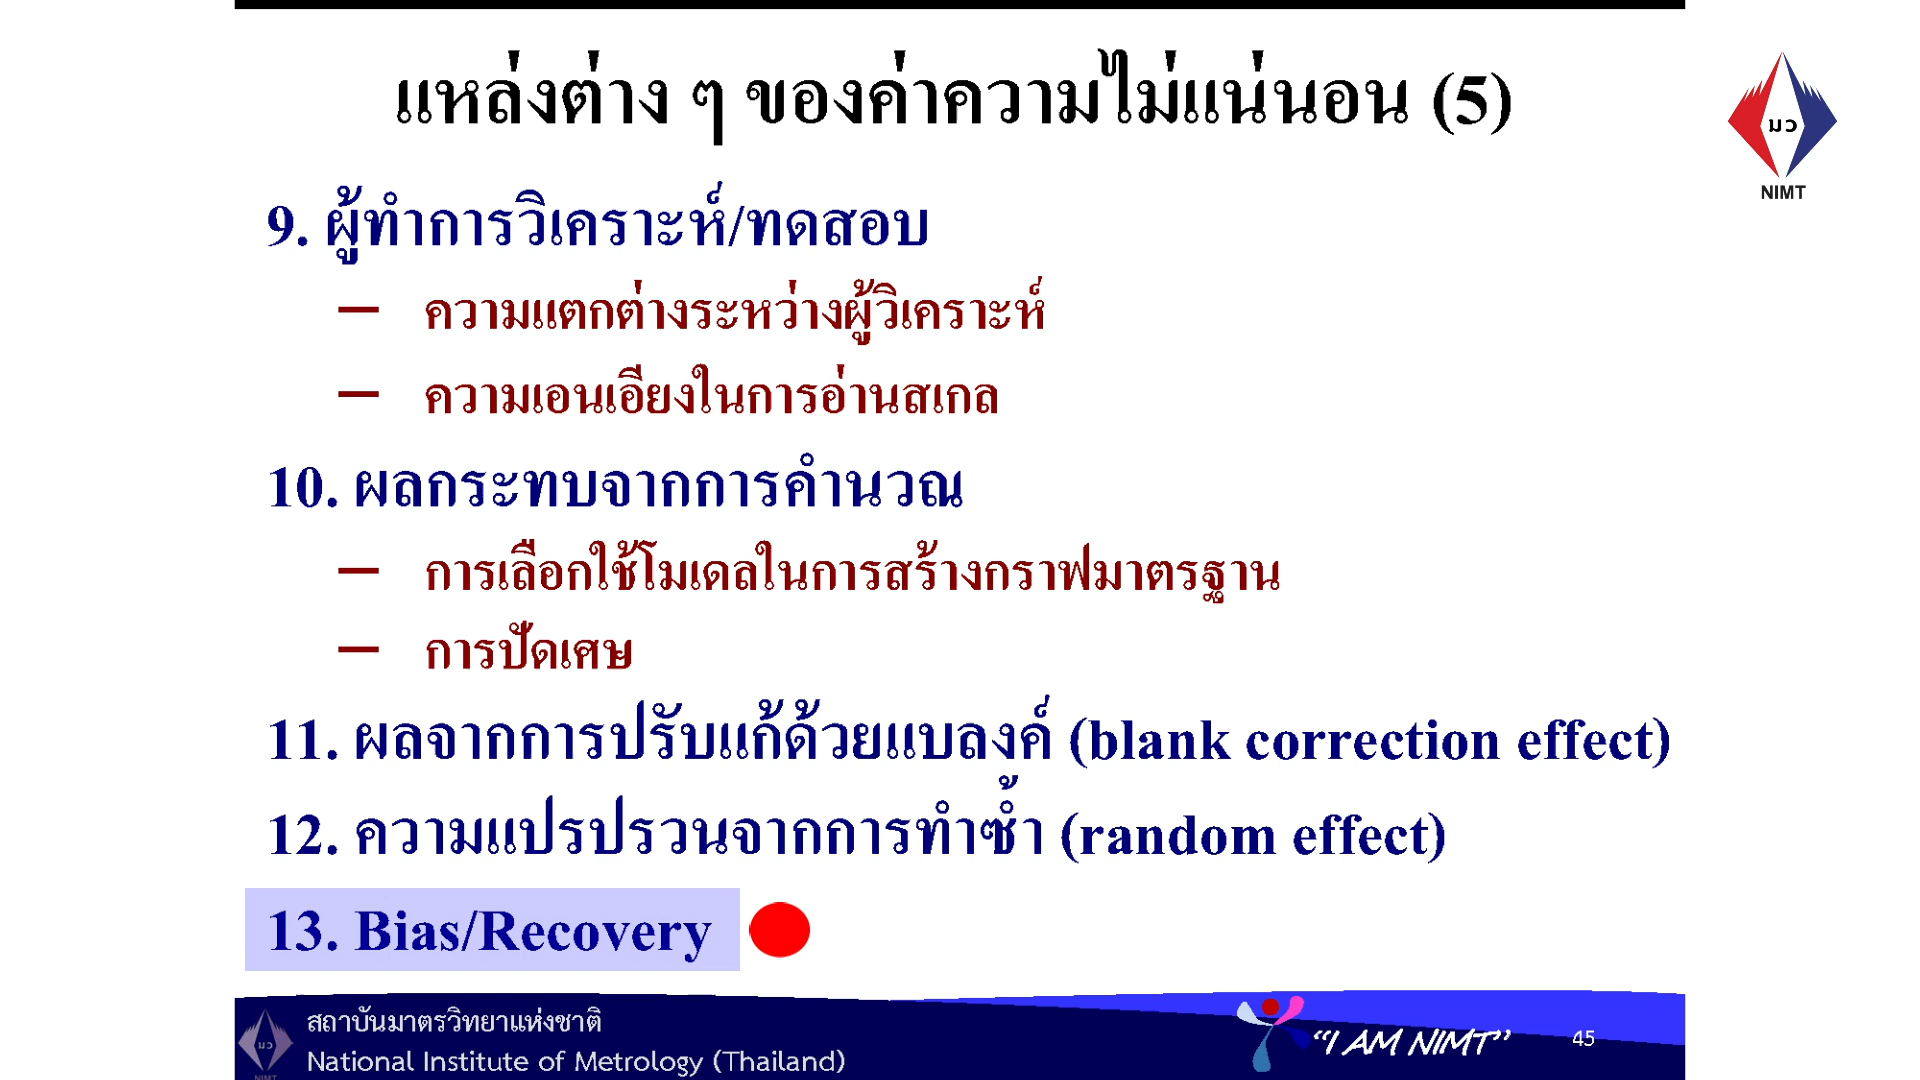 แหล่งต่าง ๆ ของค่าความไม่แน่นอน (5)
มว
NIMT
9. ผู้ทำการวิเคราะห์/ทดสอบ
– ความแตกต่างระหว่างผู้วิเคราะห์
– ความเอนเอียงในการอ่านสเกล
10. ผลกระทบจากการคำนวณ
– การเลือกใช้โมเดลในการสร้างกราฟมาตรฐาน
– การปัดเศษ
11. ผลจากการปรับแก้ด้วยแบลงค์ (blank correction effect)
12. ความแปรปรวนจากการทำซ้ำ (random effect)
13. Bias/Recovery
มว
NIMT
สถาบันมาตรวิทยาแห่งชาติ
National Institute of Metrology (Thailand)
“I AM NIMT”
45